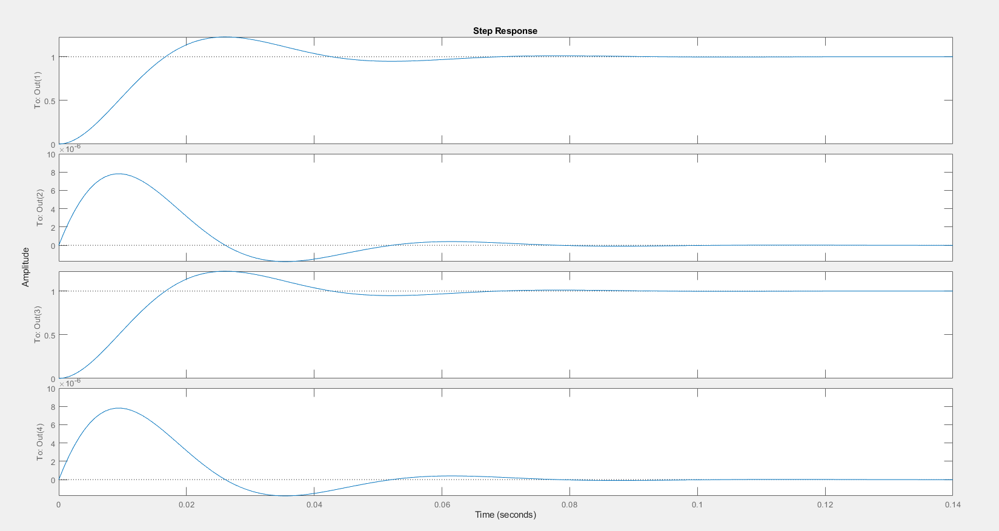 Step Response
To: Out(1)
1
0.5
0
×10-6
To: Out(2)
10
8
6
4
2
0
Amplitude
To: Out(3)
1
0.5
0
×10-6
To: Out(4)
10
8
6
4
2
0
0 0.02 0.04 0.06 0.08 0.1 0.12 0.14
Time (seconds)